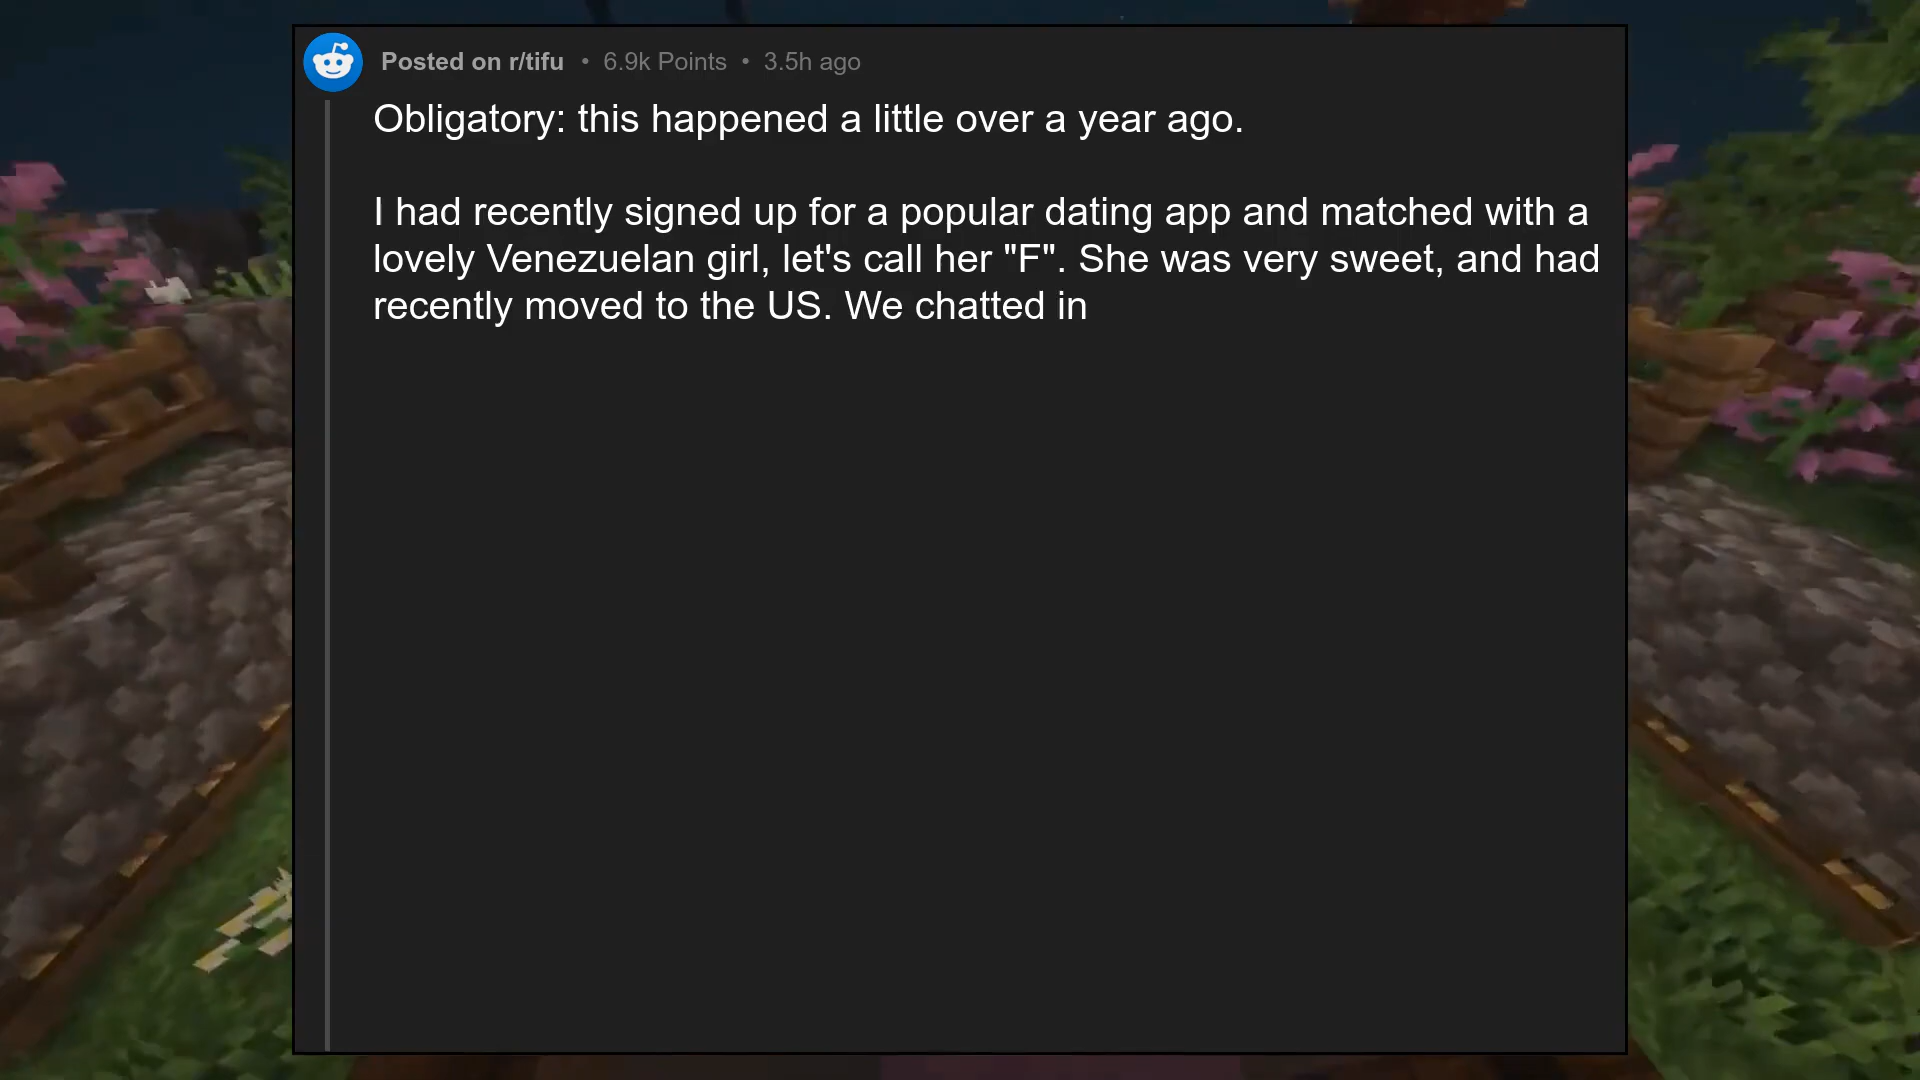 Posted on r/tifu • 6.9k Points • 3.5h ago
Obligatory: this happened a little over a year ago.
I had recently signed up for a popular dating app and matched with a
lovely Venezuelan girl, let's call her "F". She was very sweet, and had
recently moved to the US. We chatted in